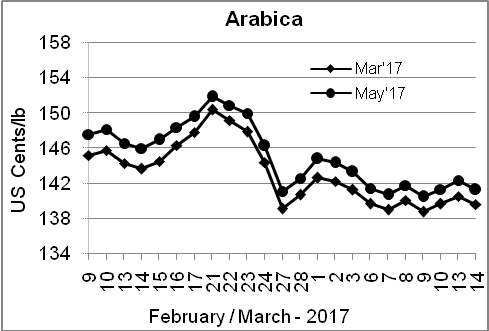 Arabica
US Cents/lb
158
154
150
146
142
138
134
Mar'17
May'17
9 10 13 14 15 16 17 21 22 23 24 27 28 1 2 3 6 7 8 9 10 13 14
February / March - 2017